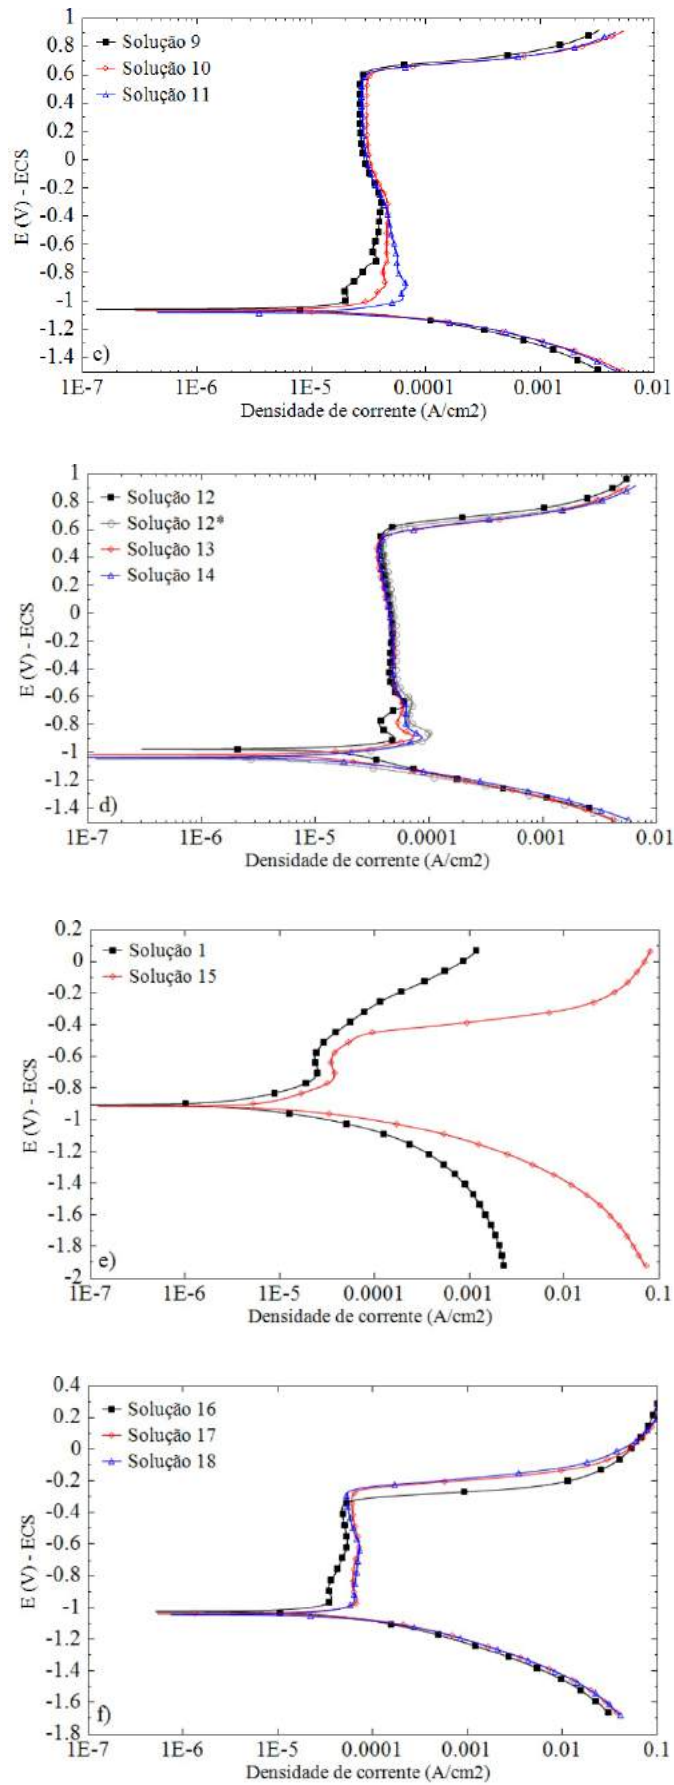 1
0.8
0.6
0.4
0.2
0
-0.2
-0.4
-0.6
-0.8
-1
-1.2
-1.4
E (V) - ECS
Solução 9
Solução 10
Solução 11
c)
1E-7 1E-6 1E-5 0.0001 0.001 0.01
Densidade de corrente (A/cm2)
1
0.8
0.6
0.4
0.2
0
-0.2
-0.4
-0.6
-0.8
-1
-1.2
-1.4
E (V) - ECS
Solução 12
Solução 12*
Solução 13
Solução 14
d)
1E-7 1E-6 1E-5 0.0001 0.001 0.01
Densidade de corrente (A/cm2)
0.2
0
-0.2
-0.4
-0.6
-0.8
-1
-1.2
-1.4
-1.6
-1.8
-2
E (V) - ECS
Solução 1
Solução 15
e)
1E-7 1E-6 1E-5 0.0001 0.001 0.01 0.1
Densidade de corrente (A/cm2)
0.4
0.2
0
-0.2
-0.4
-0.6
-0.8
-1
-1.2
-1.4
-1.6
-1.8
E (V) - ECS
Solução 16
Solução 17
Solução 18
f)
1E-7 1E-6 1E-5 0.0001 0.001 0.01 0.1
Densidade de corrente (A/cm2)